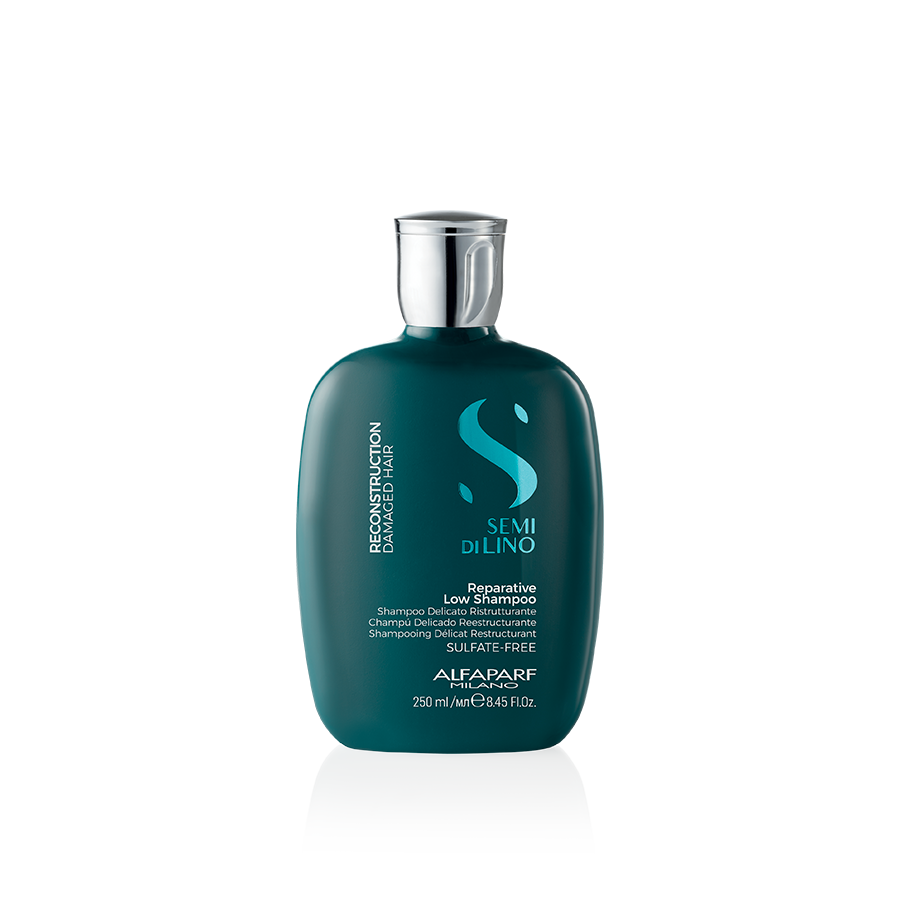 RECONSTRUCTION
DAMAGED HAIR
SEMI
DI LINO
Reparative
Low Shampoo
Shampoo Delicato Ristrutturante
Champú Delicado Reestructurante
Shampooing Délicat Restructurant
SULFATE-FREE
ALFAPARF
MILANO
250 ml /мл℮8.45 Fl.Oz.